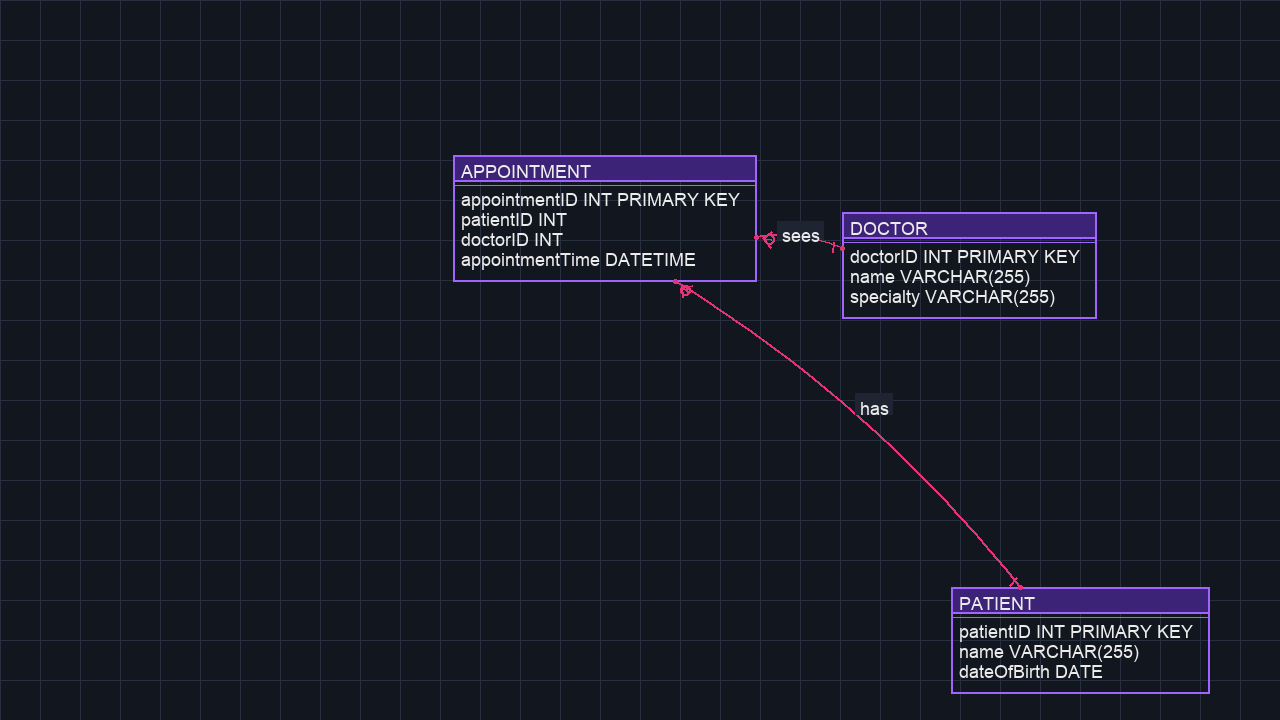 APPOINTMENT
appointmentID INT PRIMARY KEY
patientID INT
doctorID INT
appointmentTime DATETIME
sees
DOCTOR
doctorID INT PRIMARY KEY
name VARCHAR(255)
specialty VARCHAR(255)
has
PATIENT
patientID INT PRIMARY KEY
name VARCHAR(255)
dateOfBirth DATE